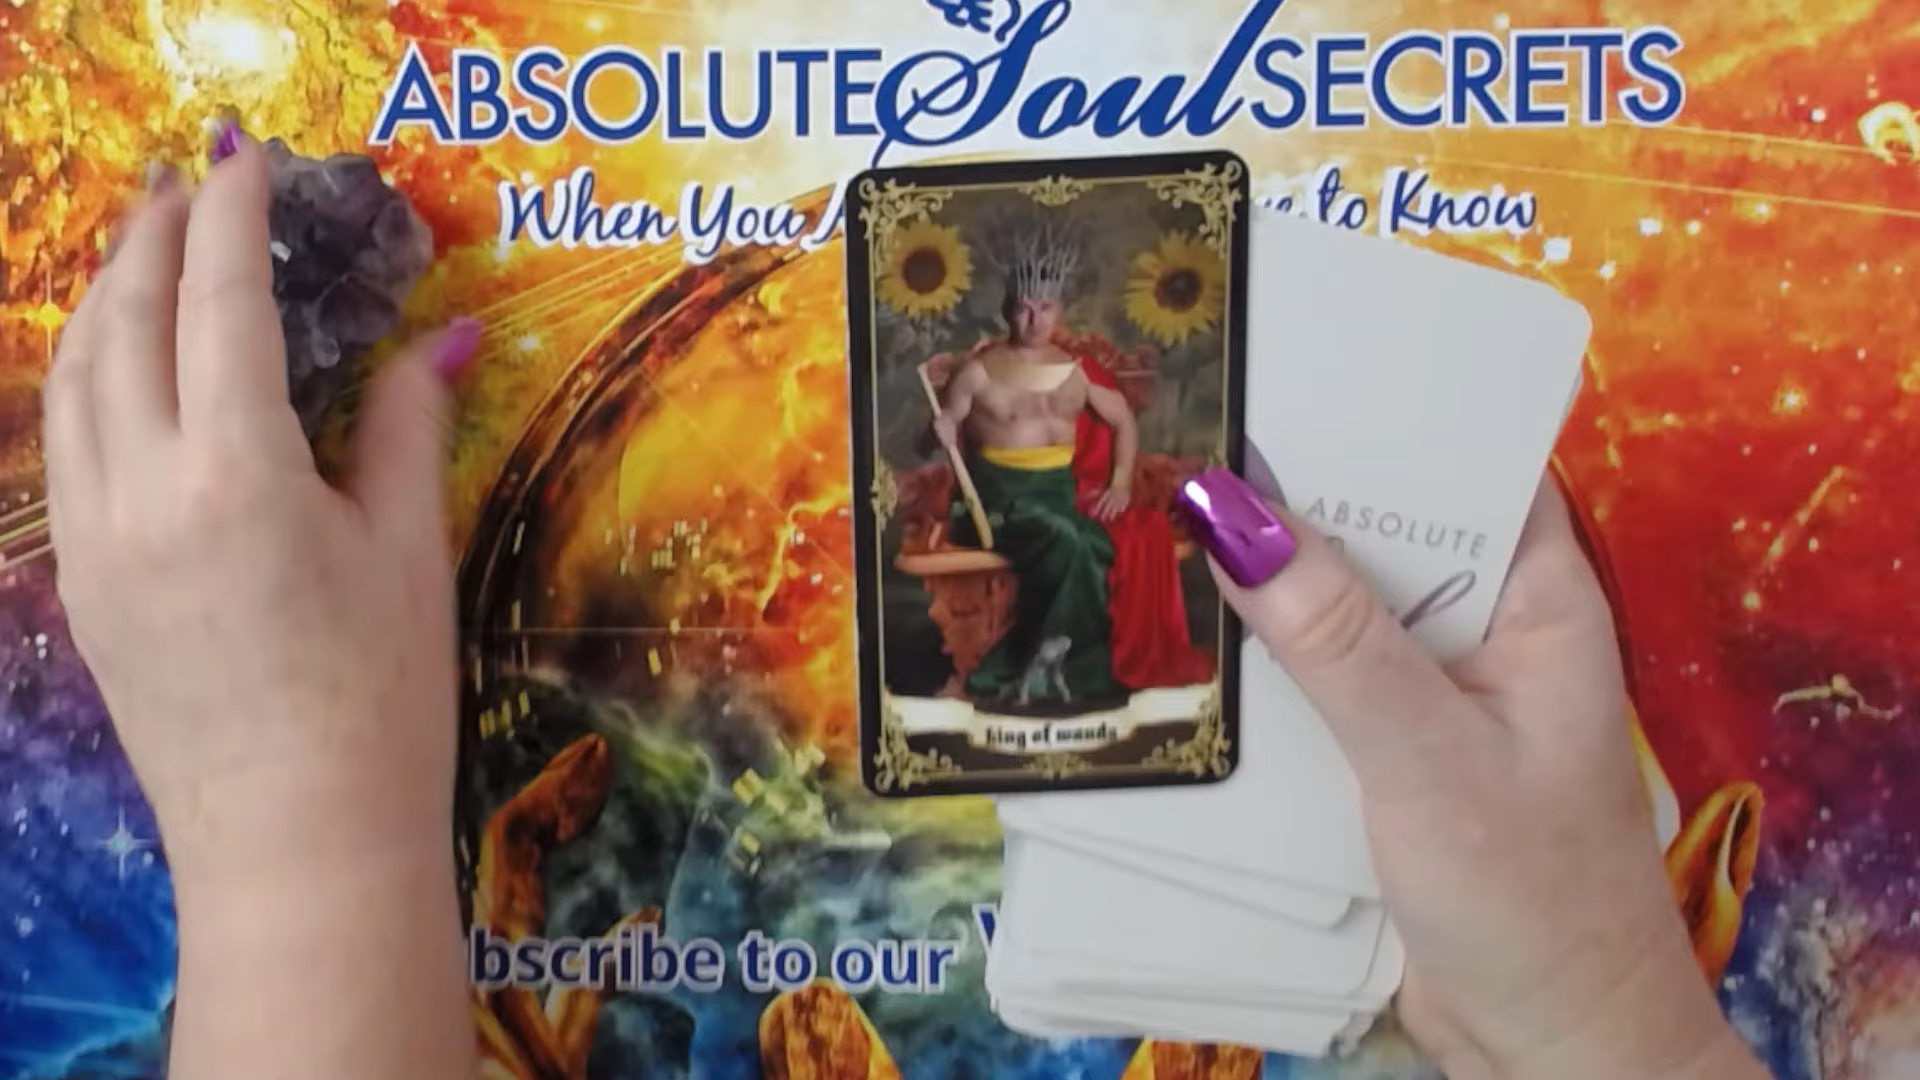 ABSOLUTE Soul SECRETS
When You to Know
king of wands
ABSOLUTE
bscribe to our